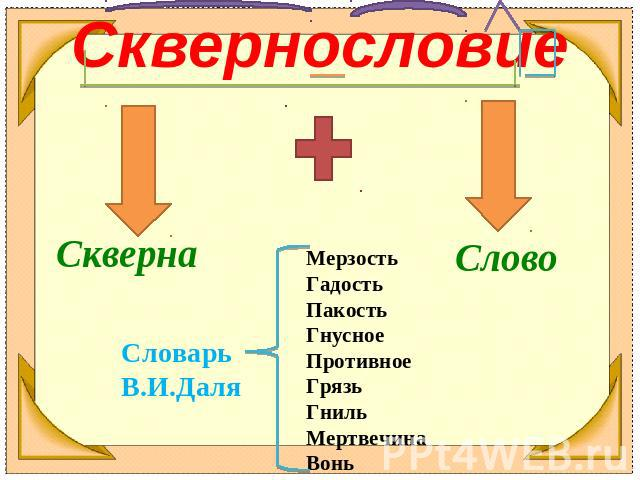 Сквернословие
Скверна
Слово
Словарь
В.И.Даля
Мерзость
Гадость
Пакость
Гнусное
Противное
Грязь
Гниль
Мертвечина
Вонь
PPt4WEB.ru